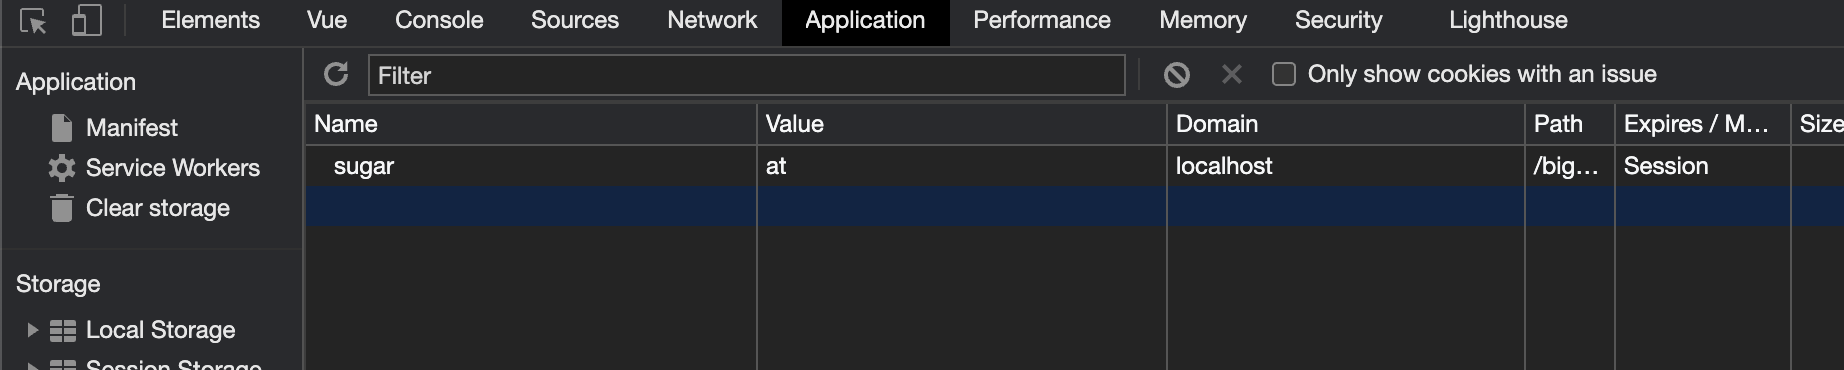 Elements Vue Console Sources Network Application Performance Memory Security Lighthouse
Application
Manifest
Service Workers
Clear storage
Storage
Local Storage
Session Storage
Filter Only show cookies with an issue
Name Value Domain Path Expires / M... Size
sugar at localhost /big... Session